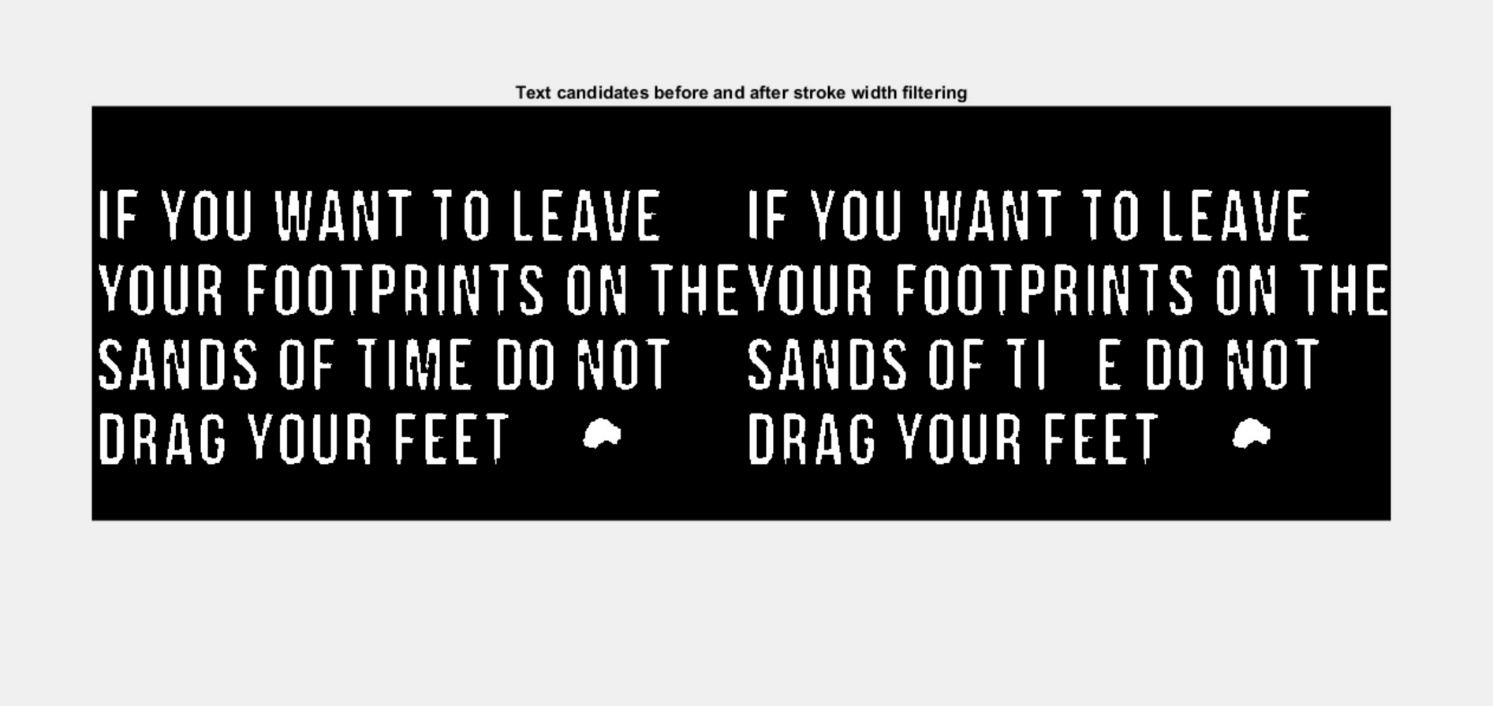 Text candidates before and after stroke width filtering
IF YOU WANT TO LEAVE
YOUR FOOTPRINTS ON THE
SANDS OF TIME DO NOT
DRAG YOUR FEET
IF YOU WANT TO LEAVE
YOUR FOOTPRINTS ON THE
SANDS OF TI E DO NOT
DRAG YOUR FEET